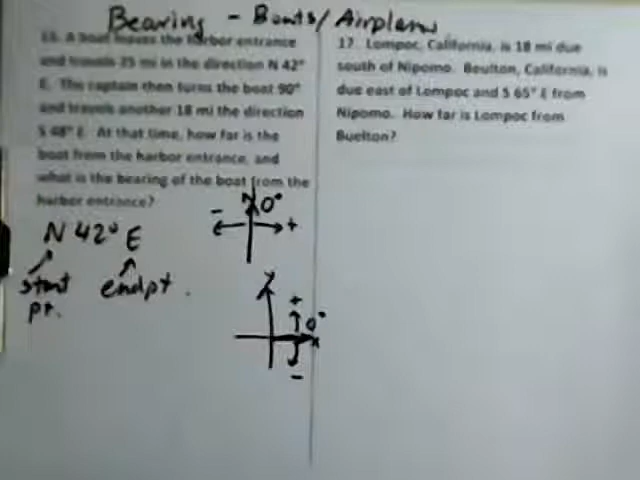 Bearing - Boats/Airplanes
13. A boat leaves the harbor entrance
and travels 25 mi in the direction N 42°
E. The captain then turns the boat 90°
and travels another 18 mi the direction
S 48° E. At that time, how far is the
boat from the harbor entrance, and
what is the bearing of the boat from the
harbor entrance?
17. Lompoc, California, is 18 mi due
south of Nipomo. Beulton, California, is
due east of Lompoc and S 65° E from
Nipomo. How far is Lompoc from
Buelton?
N 42° E
start
pt.
endpt.
N 0°
- +
y
+
0°
x
-